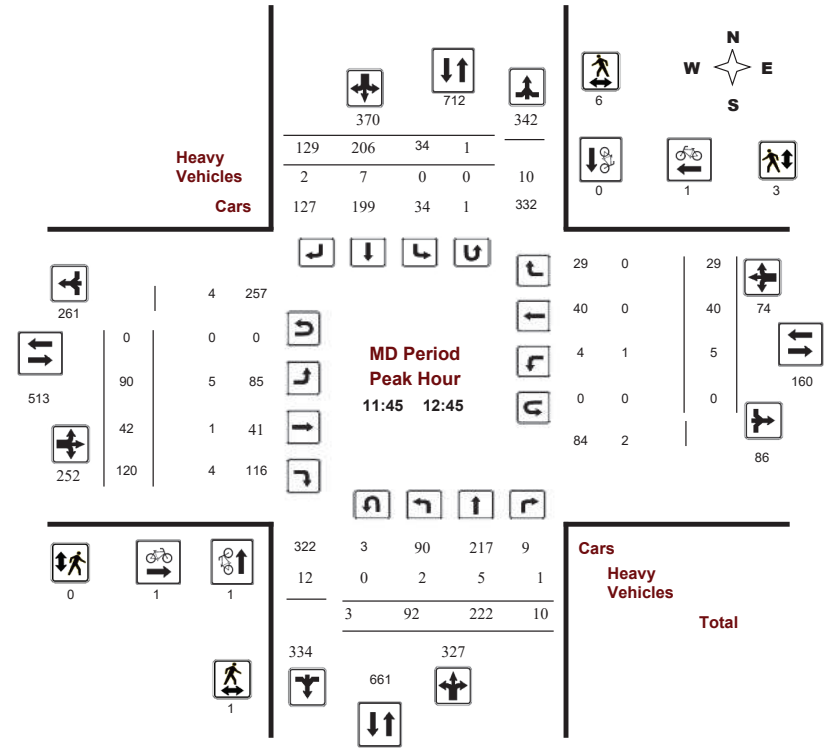 N
W E
S
712
6
370 342
129 206 34 1
Heavy
Vehicles
2 7 0 0 10
Cars
127 199 34 1 332
0 1 3
261
4 257
29 0 29
74
0 0 0
40 0 40
513
MD Period
Peak Hour
11:45 12:45
90 5 85
4 1 5
160
42 1 41
0 0 0
252
120 4 116
84 2
86
322 3 90 217 9
Cars
12 0 2 5 1
Heavy
Vehicles
3 92 222 10
Total
0 1 1
334 327
661
1